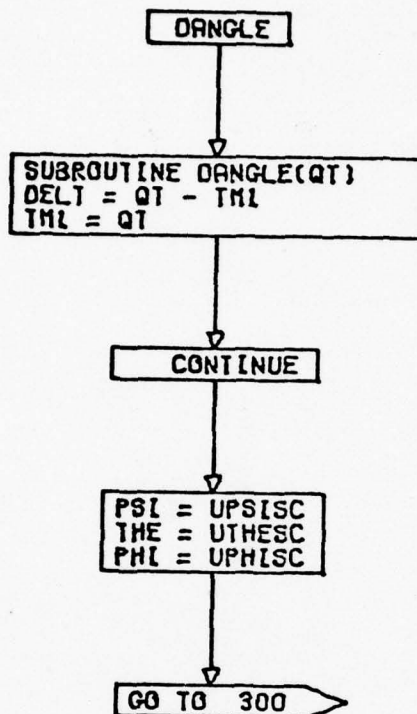 DANGLE
SUBROUTINE DANGLE(QT)
DELT = QT - TM1
TM1 = QT
CONTINUE
PSI = UPSISC
THE = UTHESC
PHI = UPHISC
GO TO 300